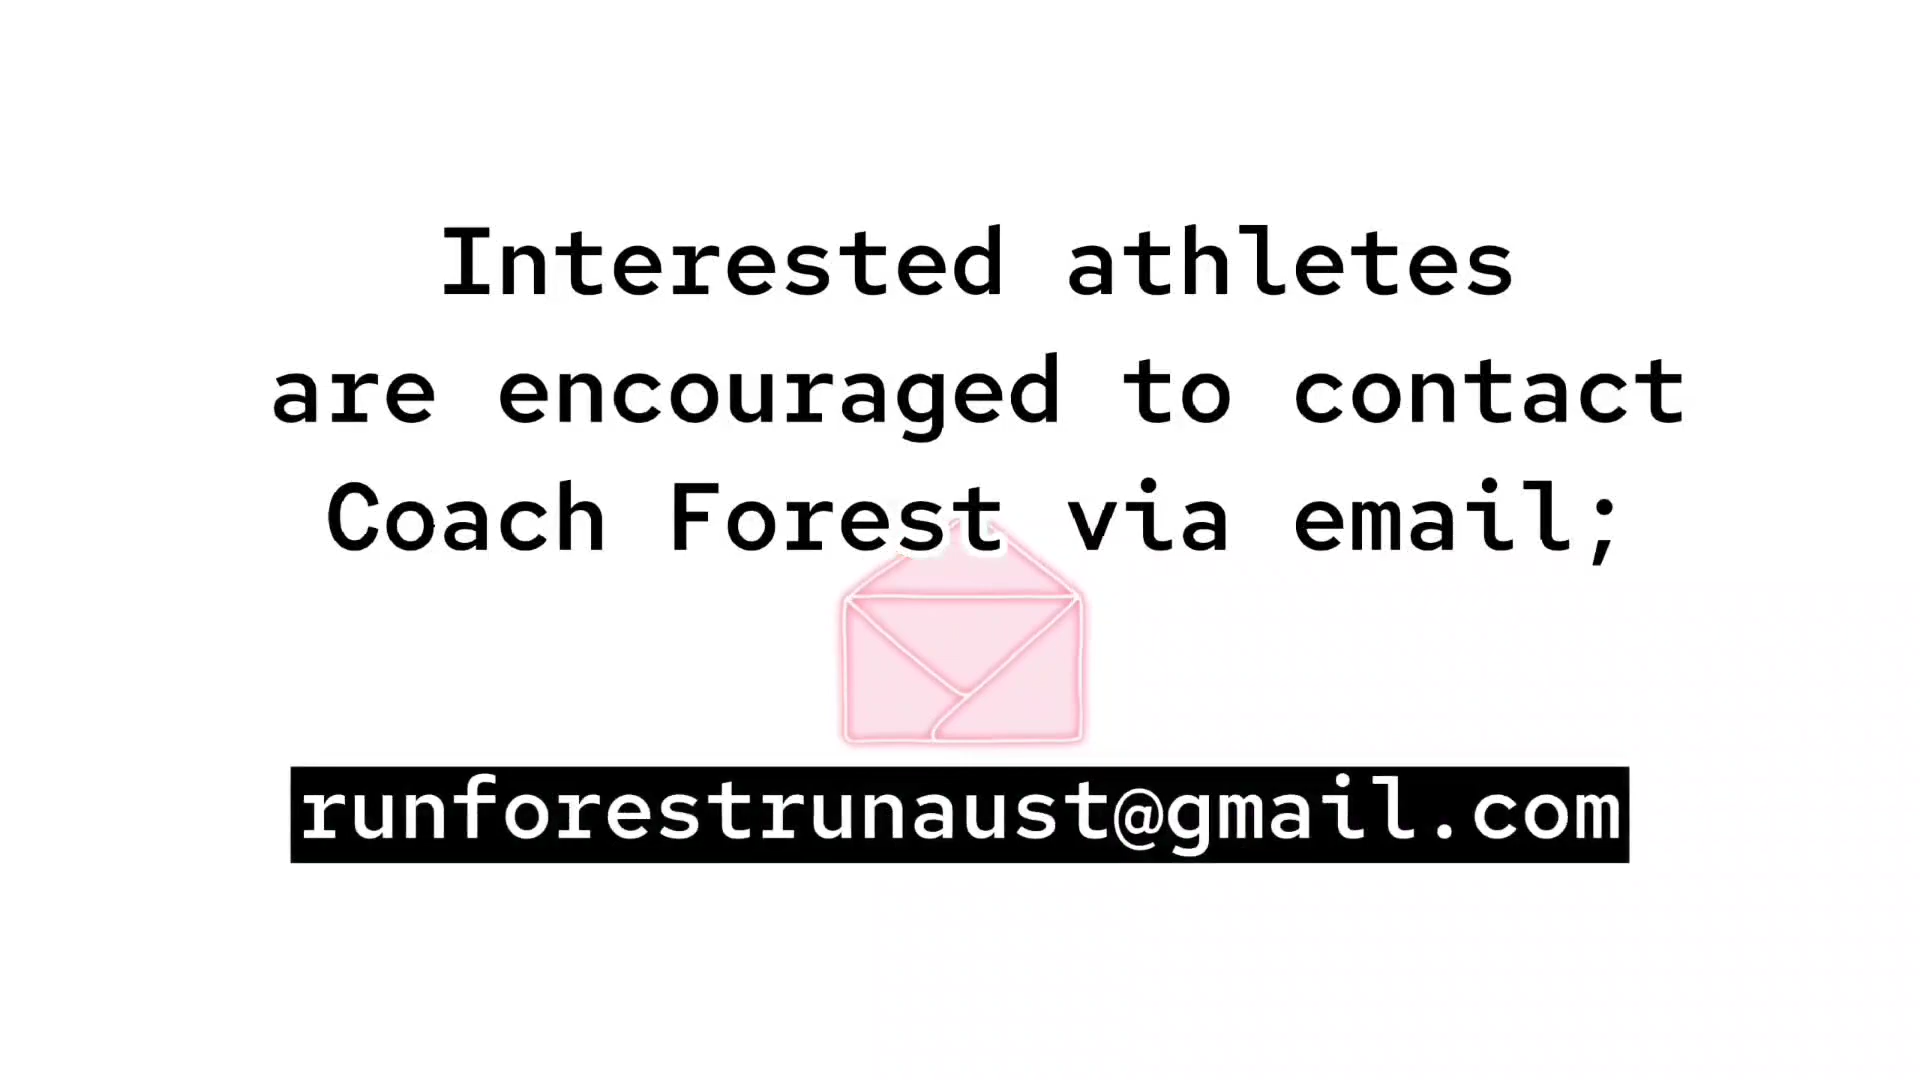 Interested athletes
are encouraged to contact
Coach Forest via email;
runforestrunaust@gmail.com